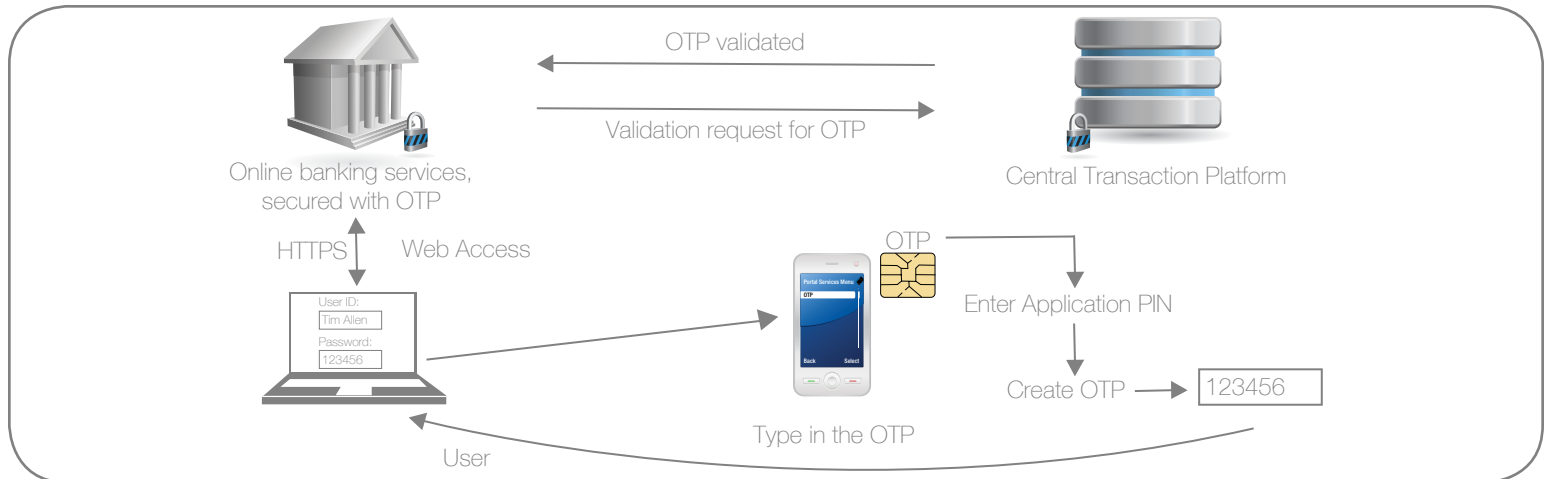 OTP validated
Validation request for OTP
Online banking services,
secured with OTP
Central Transaction Platform
HTTPS
Web Access
User ID:
Tim Allen
Password:
123456
Portal Services Menu
OTP
Back
Select
OTP
Enter Application PIN
Create OTP
123456
Type in the OTP
User